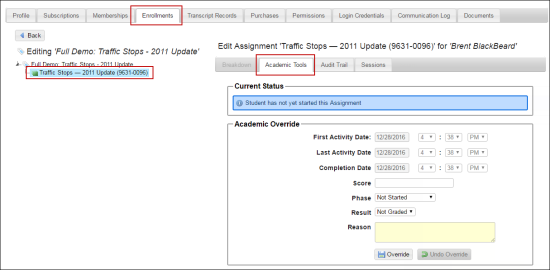 Profile Subscriptions Memberships Enrollments Transcript Records Purchases Permissions Login Credentials Communication Log Documents
Back
Editing 'Full Demo: Traffic Stops - 2011 Update'
Full Demo: Traffic Stops - 2011 Update
Traffic Stops — 2011 Update (9631-0096)
Edit Assignment 'Traffic Stops — 2011 Update (9631-0096)' for 'Brent BlackBeard'
Breakdown Academic Tools Audit Trail Sessions
Current Status
Student has not yet started this Assignment
Academic Override
First Activity Date: 12/28/2016 4 : 38 PM
Last Activity Date 12/28/2016 4 : 38 PM
Completion Date 12/28/2016 4 : 38 PM
Score
Phase Not Started
Result Not Graded
Reason
Override Undo Override